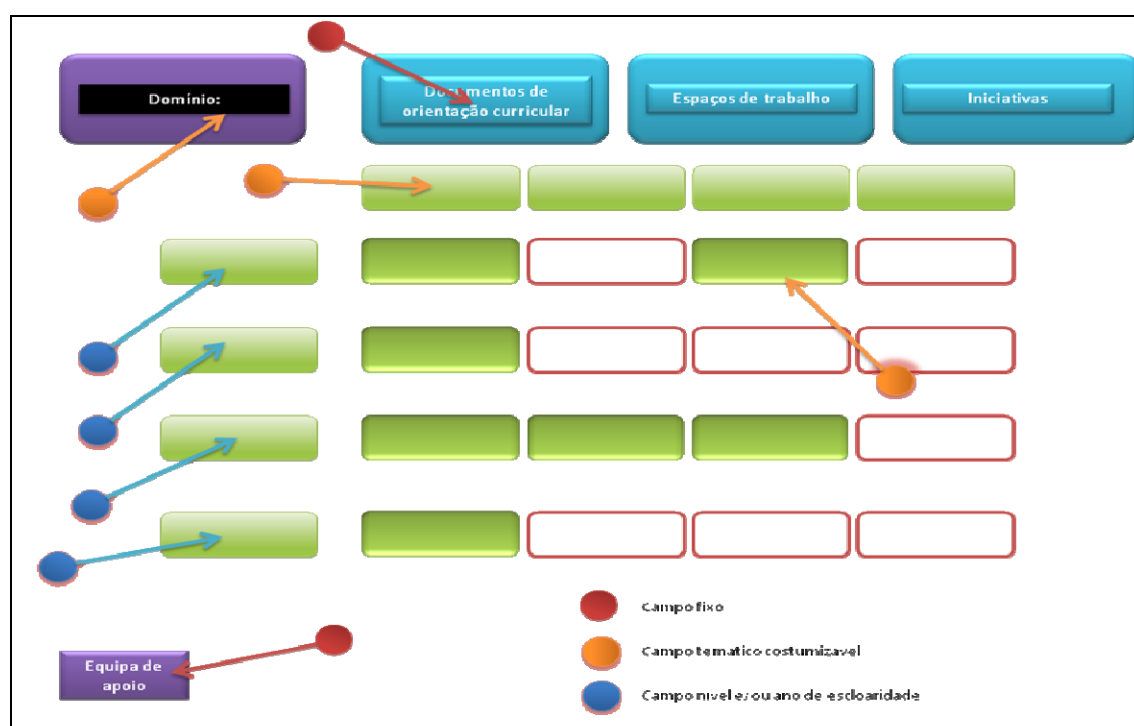 Domínio:
Documentos de
orientação curricular
Espaços de trabalho
Iniciativas
Campo fixo
Campo tematico costumizavel
Campo nivel e/ou ano de escloaridade
Equipa de
apoio